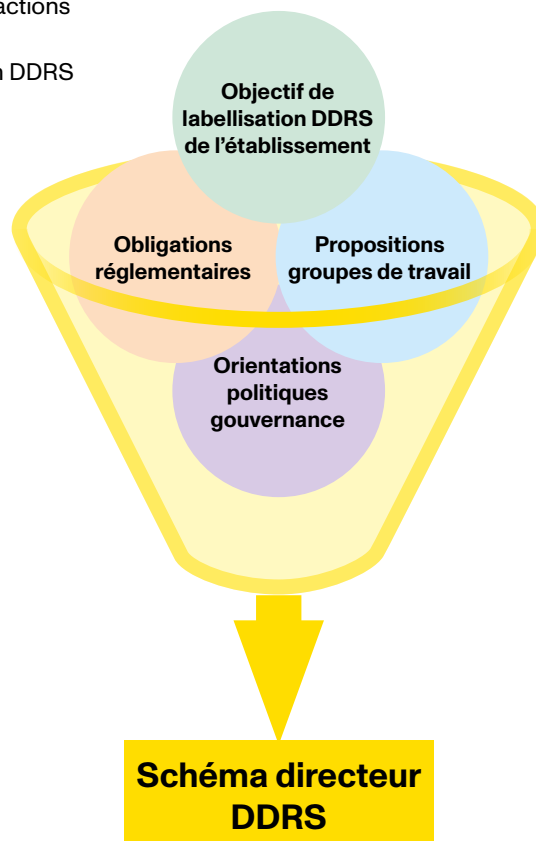 actions
DDRS
Objectif de
labellisation DDRS
de l'établissement
Obligations
réglementaires
Propositions
groupes de travail
Orientations
politiques
gouvernance
Schéma directeur
DDRS